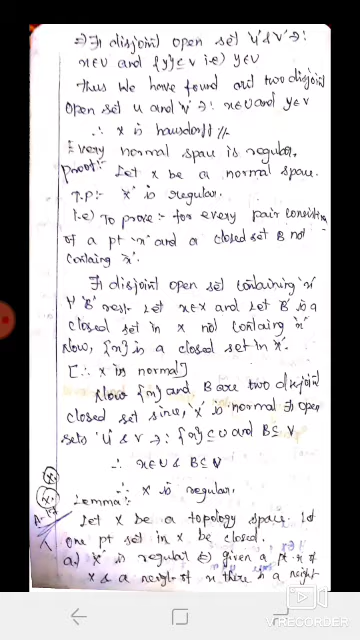 ⇒ ∃ disjoint open set 'U' & 'V' ∋:
x∈U and {y}⊆V i.e) y∈V
Thus we have found out two disjoint
open set U and 'V' ∋: x∈U and y∈V
∴ X is hausdorff //
Every normal space is regular.
Proof:- Let X be a normal space.
T.P:- 'X' is regular.
i.e) To prove:- for every pair consisting
of a pt 'x' and a closed set B not
containg 'x'.
∃ disjoint open set containing 'x'
& 'B' resp. Let x∈X and let B is a
closed set in X not containg 'x'
Now, {x} is a closed set in 'X'.
[∵ X is normal]
Now {x} and B are two disjoint
closed set since, 'X' is normal ∃ open
sets 'U' & V ∋: {x}⊆U and B⊆V
∴ x∈U & B⊆V
∴ X is regular.
Lemma:-
Let X be a topology space. Let
one pt set in X be closed.
a.) 'X' is regular ⇔ given a pt. x of
X & a neigh of x there is a neigh
VRECORDER